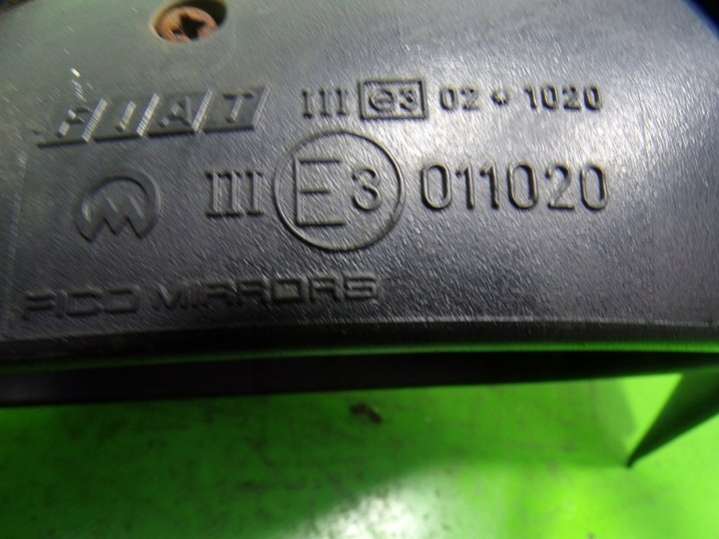 FIAT III e3 02 * 1020
III E3 011020
FICO MIRRORS